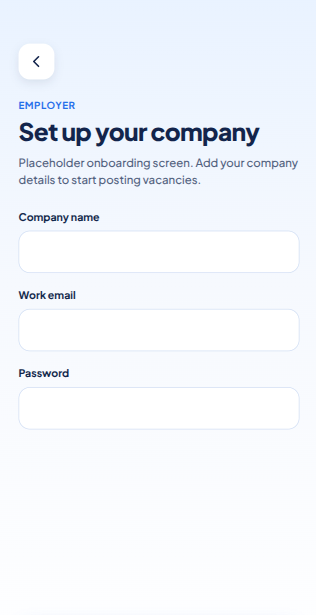 EMPLOYER
Set up your company
Placeholder onboarding screen. Add your company
details to start posting vacancies.
Company name
Work email
Password